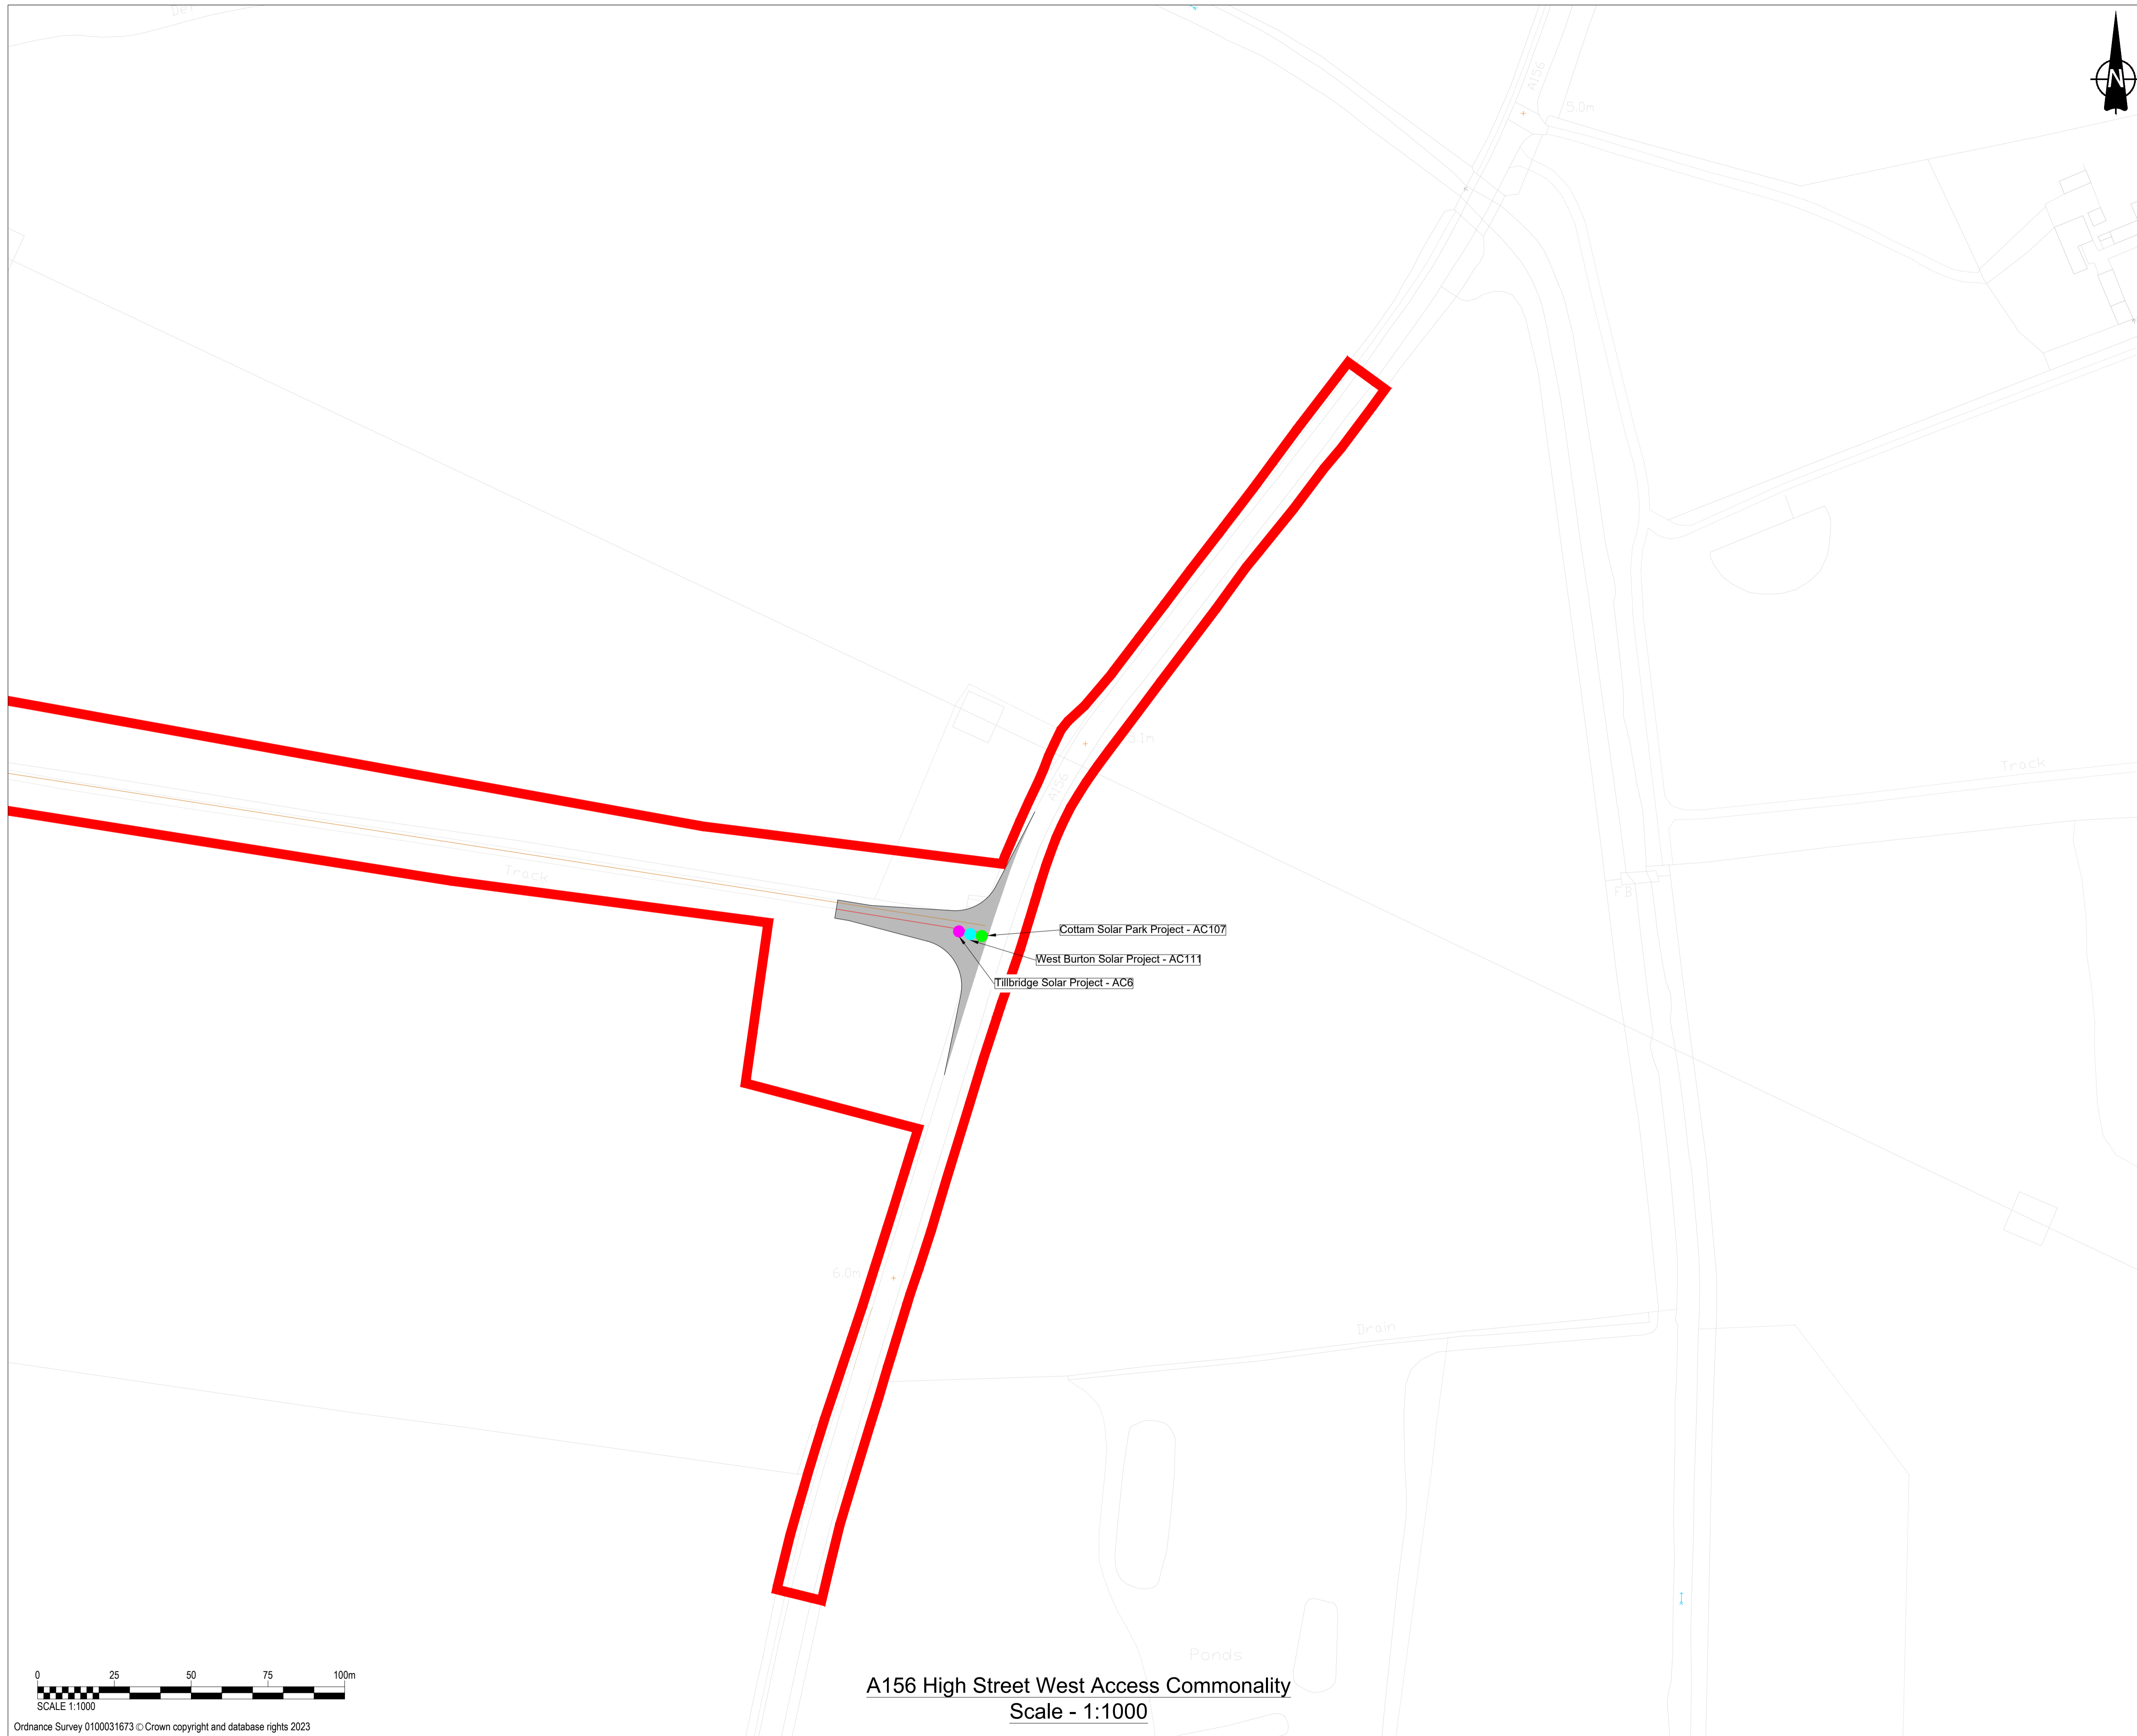 N
A156
5.0m
A156
Track
Track
FB
Cottam Solar Park Project - AC107
West Burton Solar Project - AC111
Tillbridge Solar Project - AC6
6.0m
Drain
Ponds
0 25 50 75 100m
SCALE 1:1000
A156 High Street West Access Commonality
Scale - 1:1000
Ordnance Survey 0100031673 © Crown copyright and database rights 2023